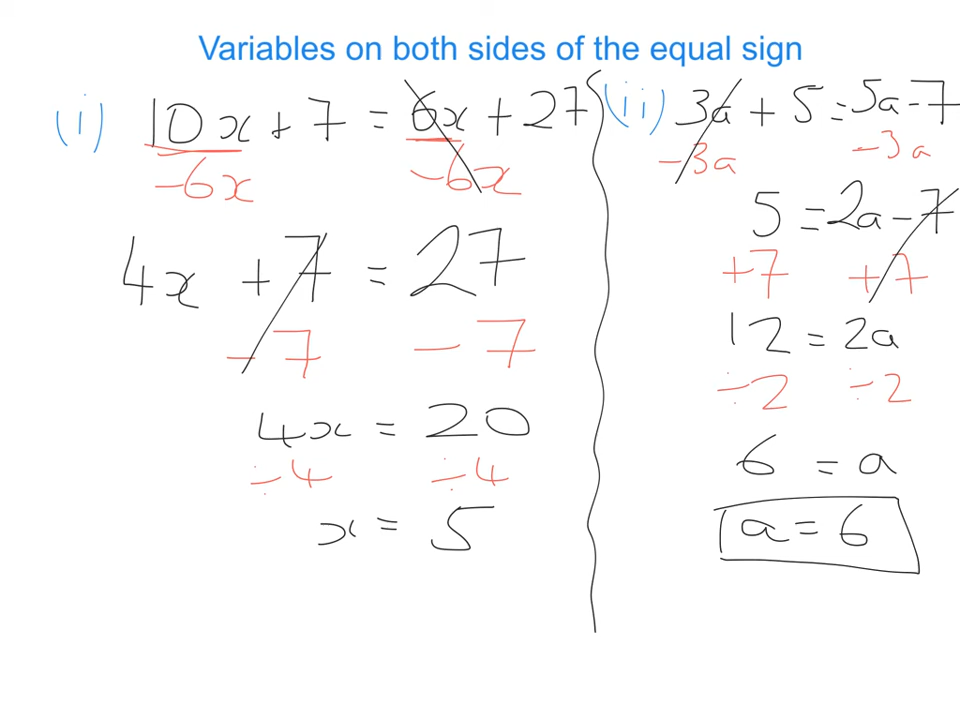 Variables on both sides of the equal sign
(i) 10x + 7 = 6x + 27
-6x -6x
4x + 7 = 27
- 7 - 7
4x = 20
÷4 ÷4
x = 5
(ii) 3a + 5 = 5a - 7
-3a -3a
5 = 2a - 7
+7 +7
12 = 2a
÷2 ÷2
6 = a
a = 6